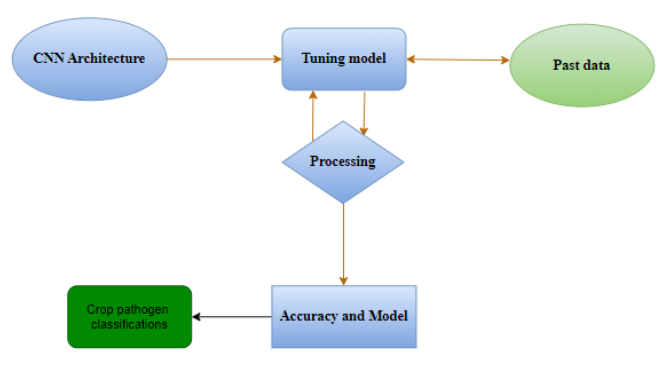 CNN Architecture
Tuning model
Past data
Processing
Crop pathogen
classifications
Accuracy and Model